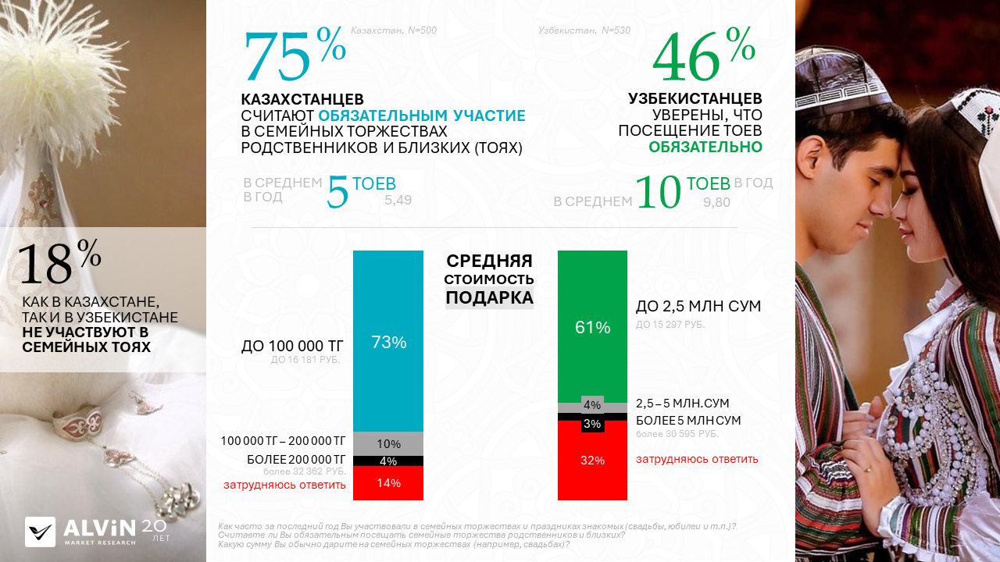 75%
Казахстан, N=500
КАЗАХСТАНЦЕВ
СЧИТАЮТ ОБЯЗАТЕЛЬНЫМ УЧАСТИЕ
В СЕМЕЙНЫХ ТОРЖЕСТВАХ
РОДСТВЕННИКОВ И БЛИЗКИХ (ТОЯХ)
В СРЕДНЕМ
В ГОД
5 ТОЕВ
5,49
Узбекистан, N=530
46%
УЗБЕКИСТАНЦЕВ
УВЕРЕНЫ, ЧТО
ПОСЕЩЕНИЕ ТОЕВ
ОБЯЗАТЕЛЬНО
В СРЕДНЕМ 10 ТОЕВ В ГОД
9,80
18%
КАК В КАЗАХСТАНЕ,
ТАК И В УЗБЕКИСТАНЕ
НЕ УЧАСТВУЮТ В
СЕМЕЙНЫХ ТОЯХ
СРЕДНЯЯ
СТОИМОСТЬ
ПОДАРКА
ДО 100 000 ТГ
ДО 16 181 РУБ.
73%
100 000 ТГ – 200 000 ТГ
10%
БОЛЕЕ 200 000 ТГ
4%
более 32 362 РУБ.
затрудняюсь ответить
14%
61%
ДО 2,5 МЛН СУМ
ДО 15 297 РУБ.
4%
2,5 – 5 МЛН.СУМ
3%
БОЛЕЕ 5 МЛН СУМ
более 30 595 РУБ.
32%
затрудняюсь ответить
ALViN 20
MARKET RESEARCH ЛЕТ
Как часто за последний год Вы участвовали в семейных торжествах и праздниках знакомых (свадьбы, юбилеи и т.п.)?
Считаете ли Вы обязательным посещать семейные торжества родственников и близких?
Какую сумму Вы обычно дарите на семейных торжествах (например, свадьбах)?